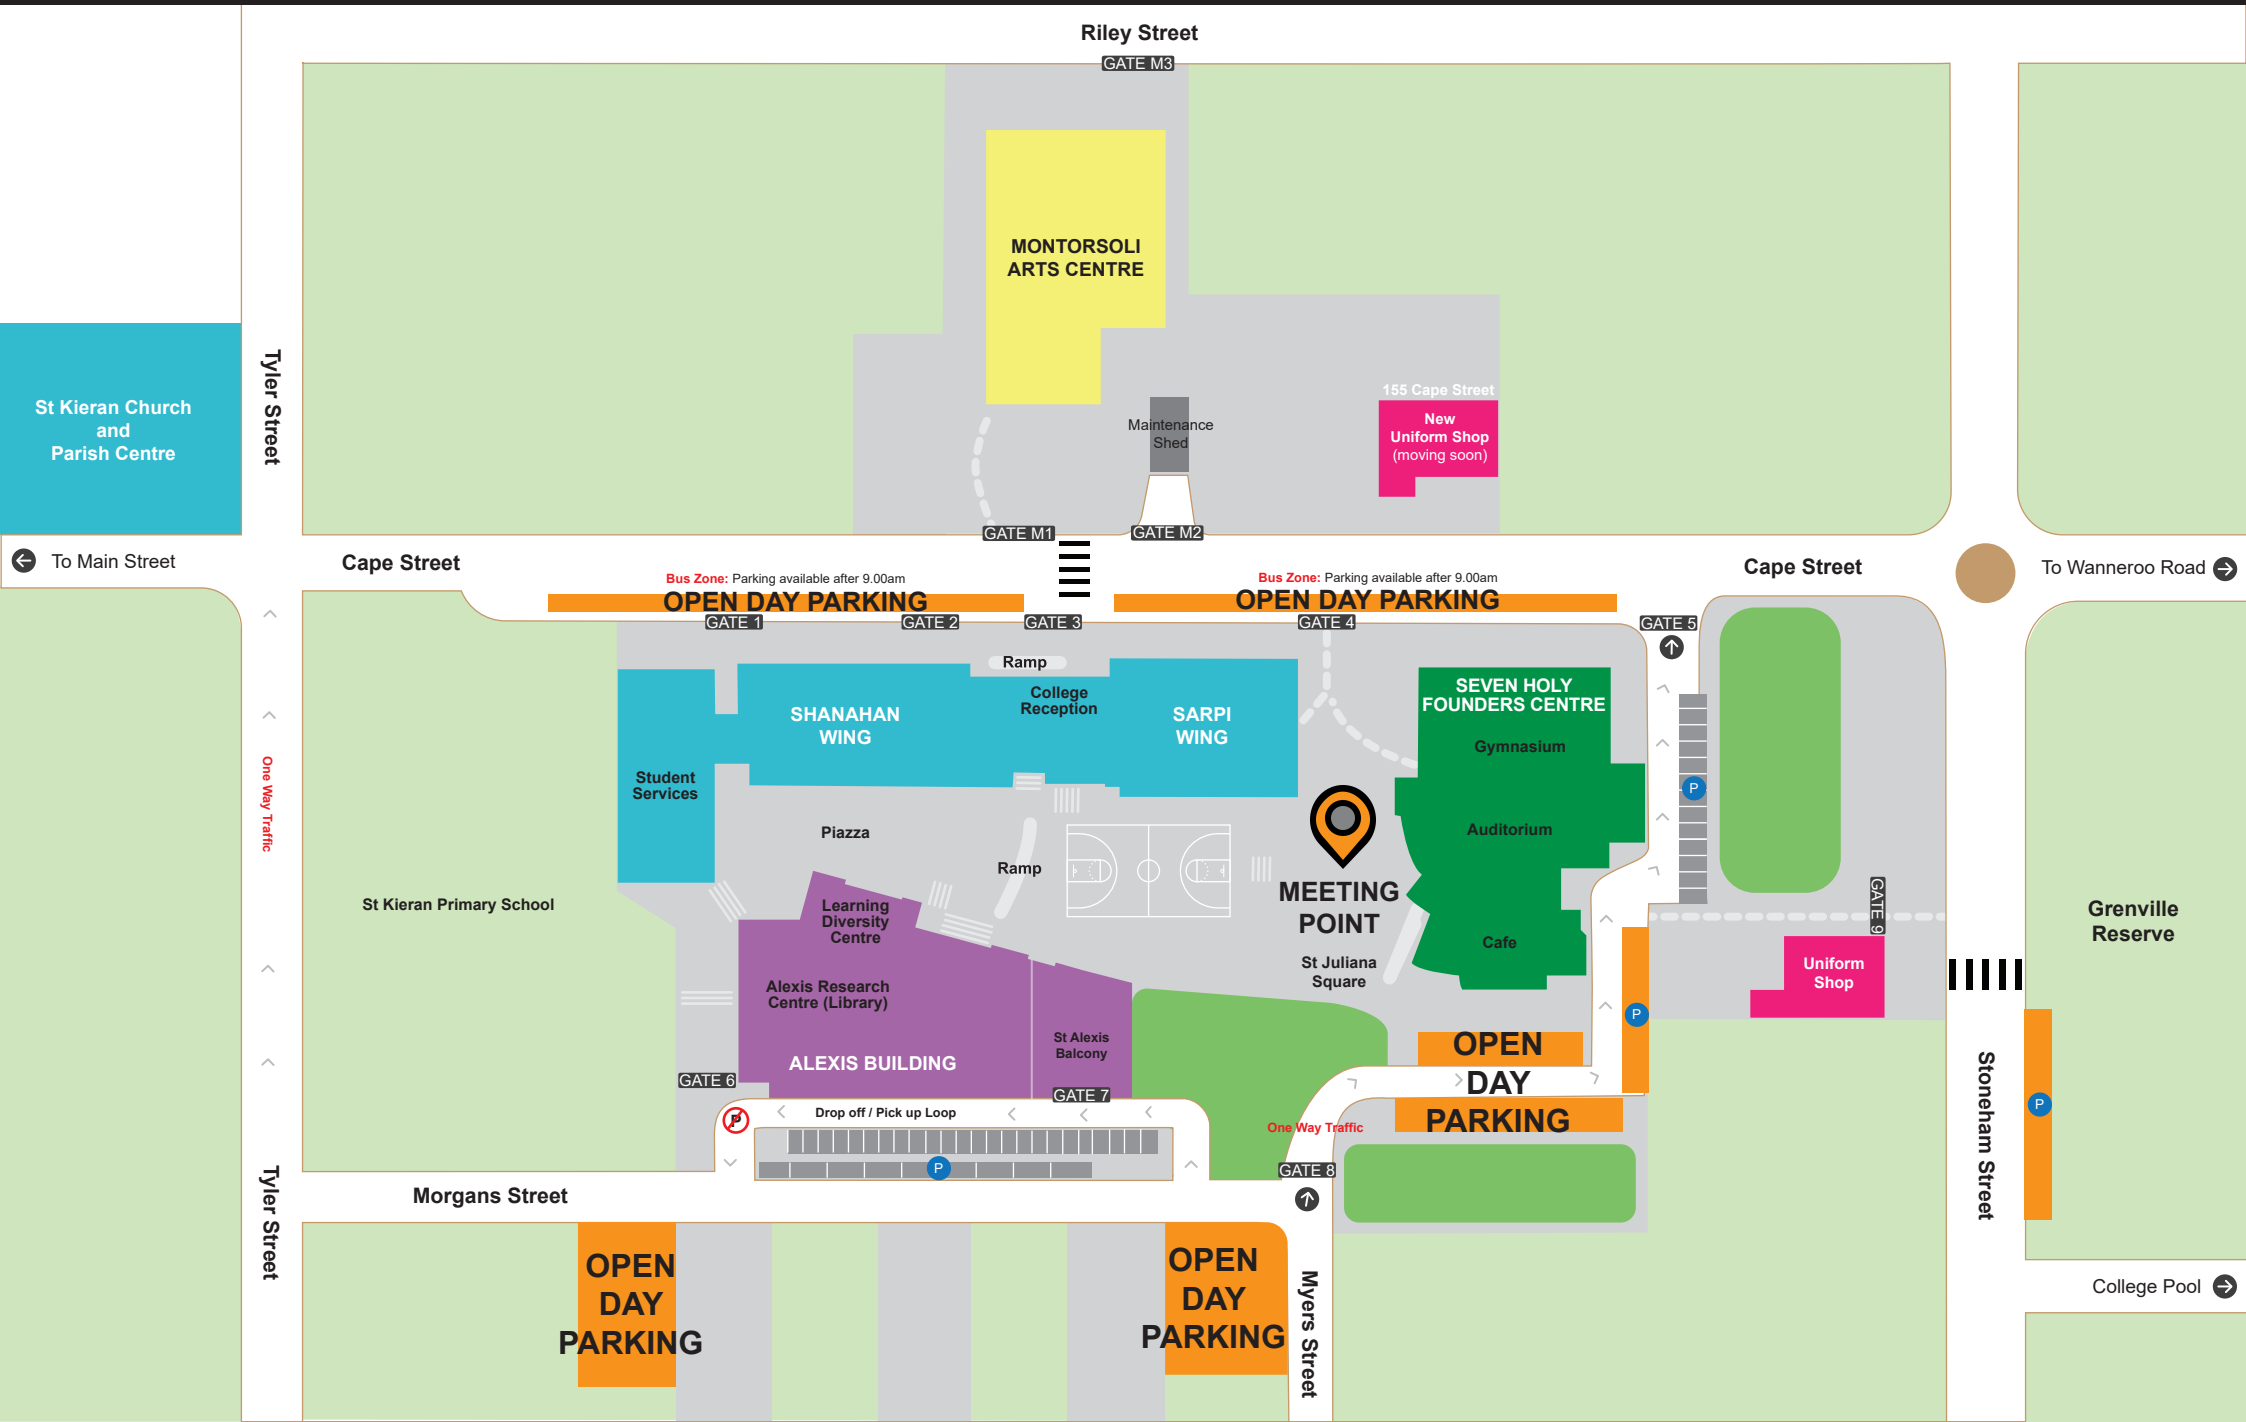 Riley Street
GATE M3
MONTORSOLI
ARTS CENTRE
Tyler Street
St Kieran Church
and
Parish Centre
155 Cape Street
New
Uniform Shop
(moving soon)
Maintenance
Shed
GATE M1
GATE M2
To Main Street
Cape Street
Cape Street
To Wanneroo Road
Bus Zone: Parking available after 9.00am
OPEN DAY PARKING
Bus Zone: Parking available after 9.00am
OPEN DAY PARKING
GATE 1
GATE 2
GATE 3
GATE 4
GATE 5
Ramp
College
Reception
SHANAHAN
WING
SARPI
WING
SEVEN HOLY
FOUNDERS CENTRE
Gymnasium
Student
Services
P
One Way Traffic
Piazza
Auditorium
Ramp
MEETING
POINT
St Kieran Primary School
Learning
Diversity
Centre
Cafe
GATE 9
Grenville
Reserve
St Juliana
Square
Uniform
Shop
Alexis Research
Centre (Library)
P
St Alexis
Balcony
ALEXIS BUILDING
OPEN
DAY
PARKING
GATE 6
GATE 7
P
Drop off / Pick up Loop
P
One Way Traffic
Stoneham Street
P
GATE 8
Tyler Street
Morgans Street
OPEN
DAY
PARKING
OPEN
DAY
PARKING
Myers Street
College Pool